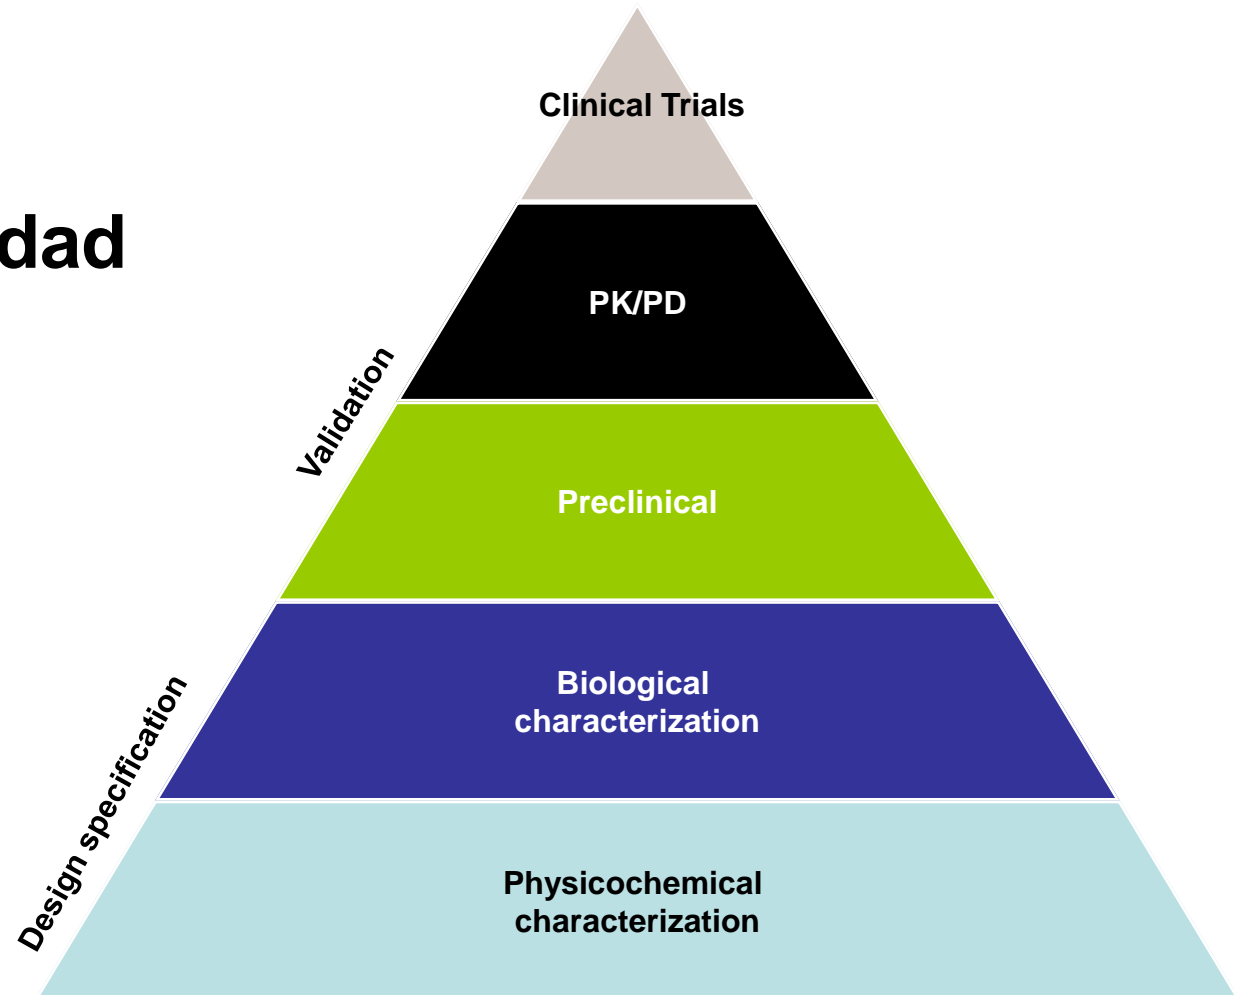 Clinical Trials
dad
PK/PD
Validation
Preclinical
Biological
characterization
Design specification
Physicochemical
characterization